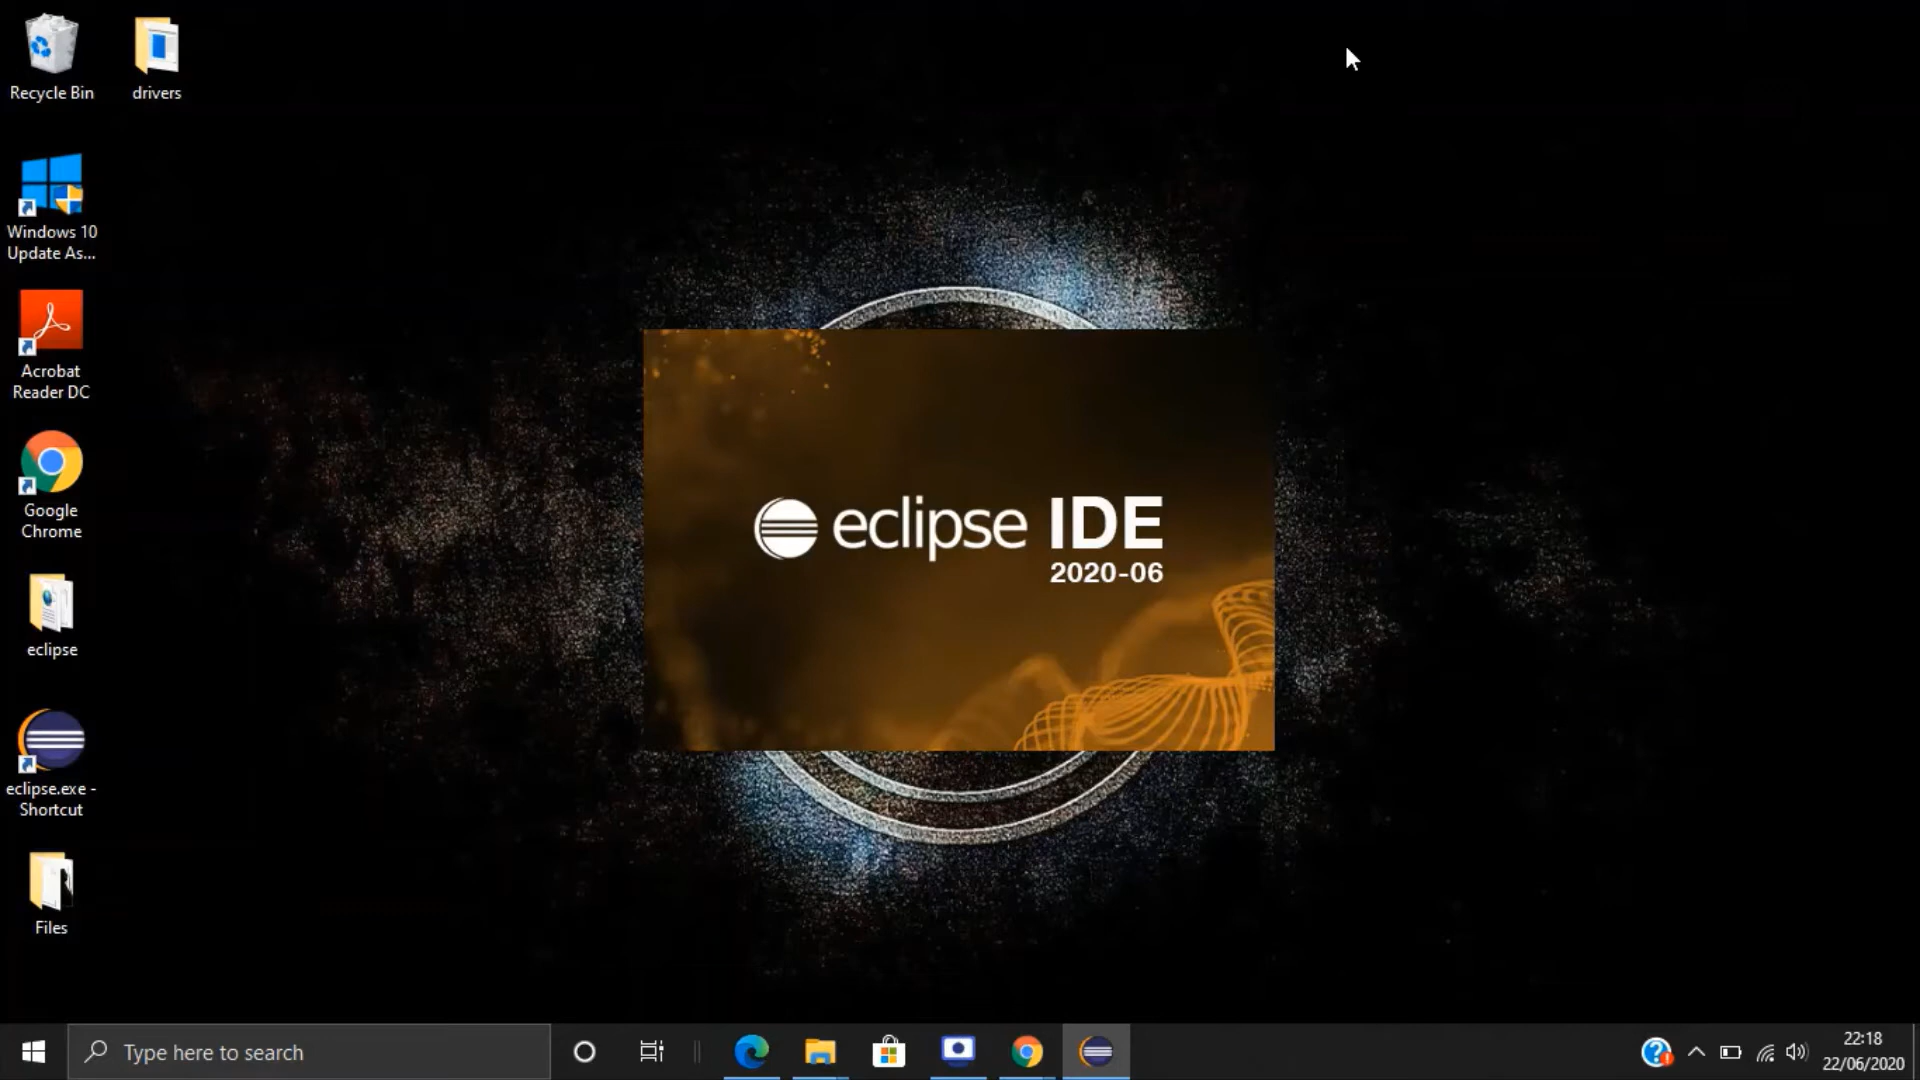 Recycle Bin
drivers
Windows 10
Update As...
Acrobat
Reader DC
Google
Chrome
eclipse
eclipse.exe -
Shortcut
Files
eclipse IDE
2020-06
Type here to search
22:18
22/06/2020